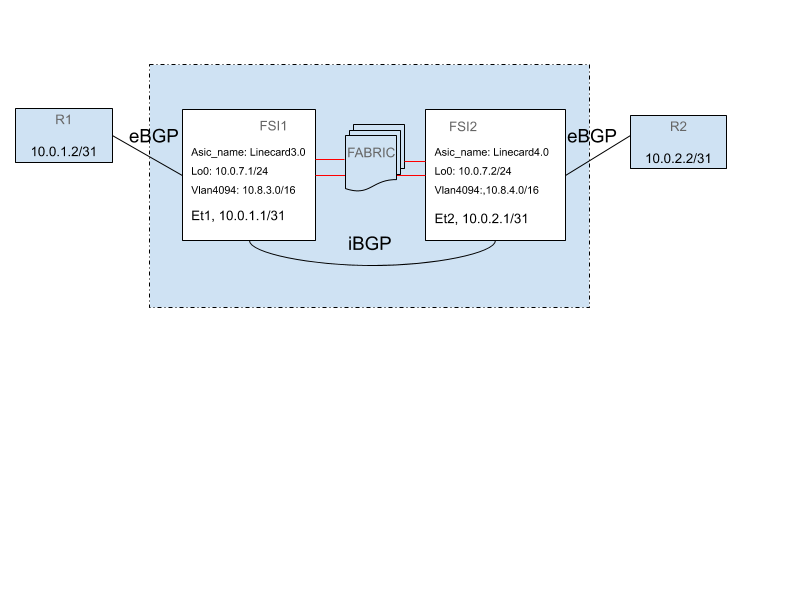 R1
10.0.1.2/31
eBGP
FSI1
Asic_name: Linecard3.0
Lo0: 10.0.7.1/24
Vlan4094: 10.8.3.0/16
Et1, 10.0.1.1/31
FABRIC
FSI2
Asic_name: Linecard4.0
Lo0: 10.0.7.2/24
Vlan4094:,10.8.4.0/16
Et2, 10.0.2.1/31
iBGP
eBGP
R2
10.0.2.2/31